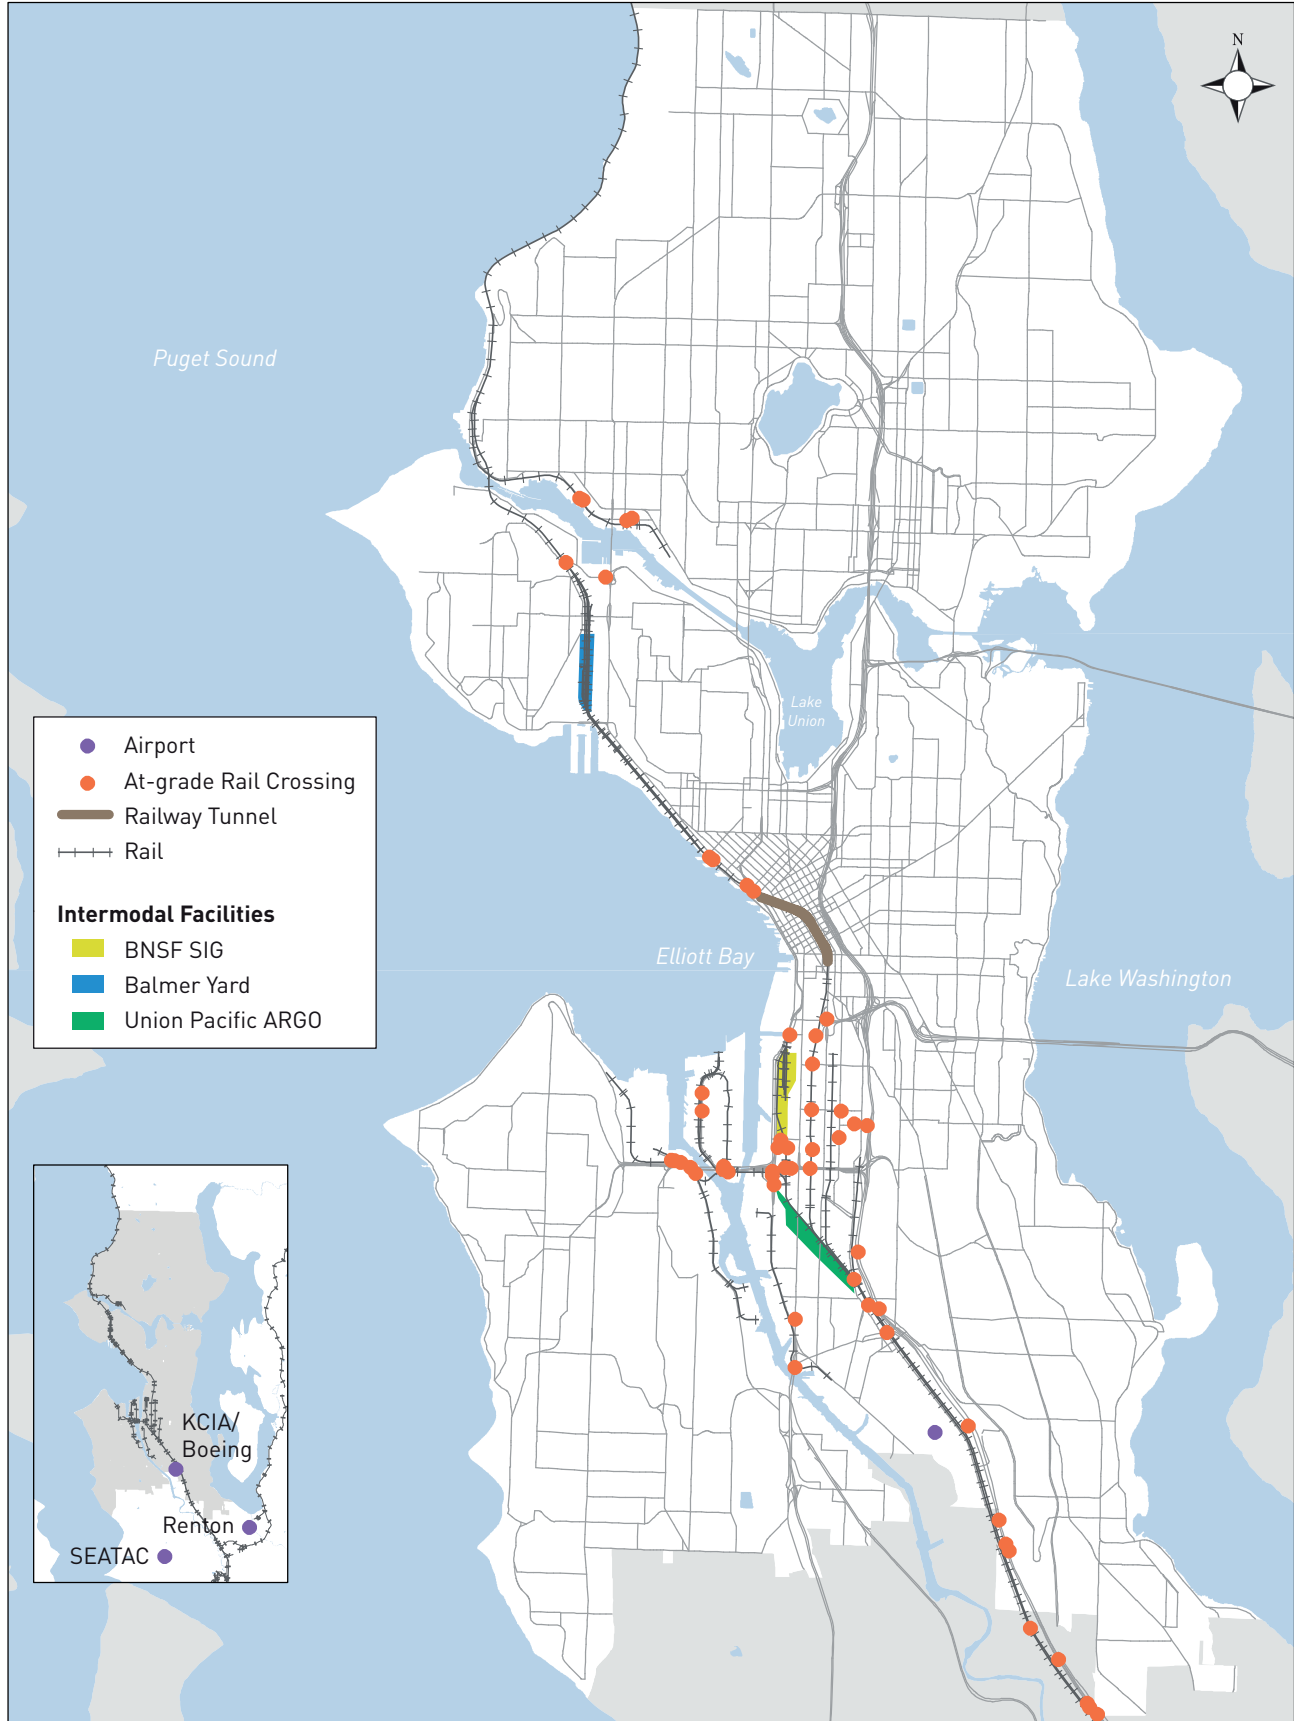 N
Puget Sound
Lake
Union
Airport
At-grade Rail Crossing
Railway Tunnel
Rail
Intermodal Facilities
BNSF SIG
Balmer Yard
Union Pacific ARGO
Elliott Bay
Lake Washington
KCIA/
Boeing
Renton
SEATAC